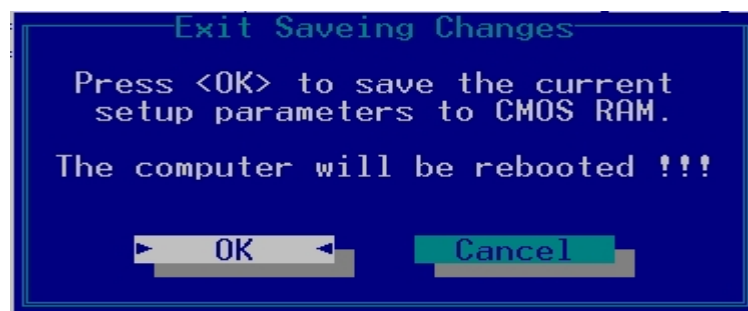 Exit Saveing Changes
Press <OK> to save the current
setup parameters to CMOS RAM.
The computer will be rebooted !!!
OK
Cancel